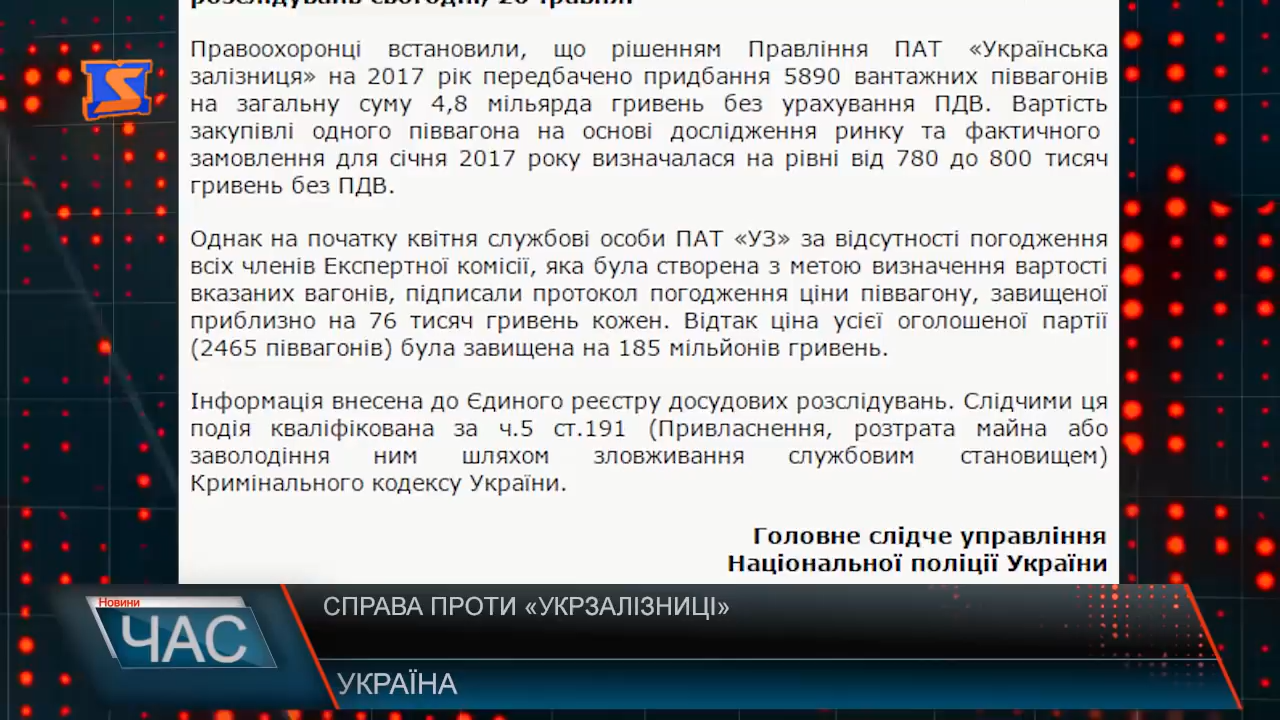 розслідувань сьогодні, 26 травня.
Правоохоронці встановили, що рішенням Правління ПАТ «Українська
залізниця» на 2017 рік передбачено придбання 5890 вантажних піввагонів
на загальну суму 4,8 мільярда гривень без урахування ПДВ. Вартість
закупівлі одного піввагона на основі дослідження ринку та фактичного
замовлення для січня 2017 року визначалася на рівні від 780 до 800 тисяч
гривень без ПДВ.
Однак на початку квітня службові особи ПАТ «УЗ» за відсутності погодження
всіх членів Експертної комісії, яка була створена з метою визначення вартості
вказаних вагонів, підписали протокол погодження ціни піввагону, завищеної
приблизно на 76 тисяч гривень кожен. Відтак ціна усієї оголошеної партії
(2465 піввагонів) була завищена на 185 мільйонів гривень.
Інформація внесена до Єдиного реєстру досудових розслідувань. Слідчими ця
подія кваліфікована за ч.5 ст.191 (Привласнення, розтрата майна або
заволодіння ним шляхом зловживання службовим становищем)
Кримінального кодексу України.
Головне слідче управління
Національної поліції України
Новини
ЧАС
СПРАВА ПРОТИ «УКРЗАЛІЗНИЦІ»
УКРАЇНА